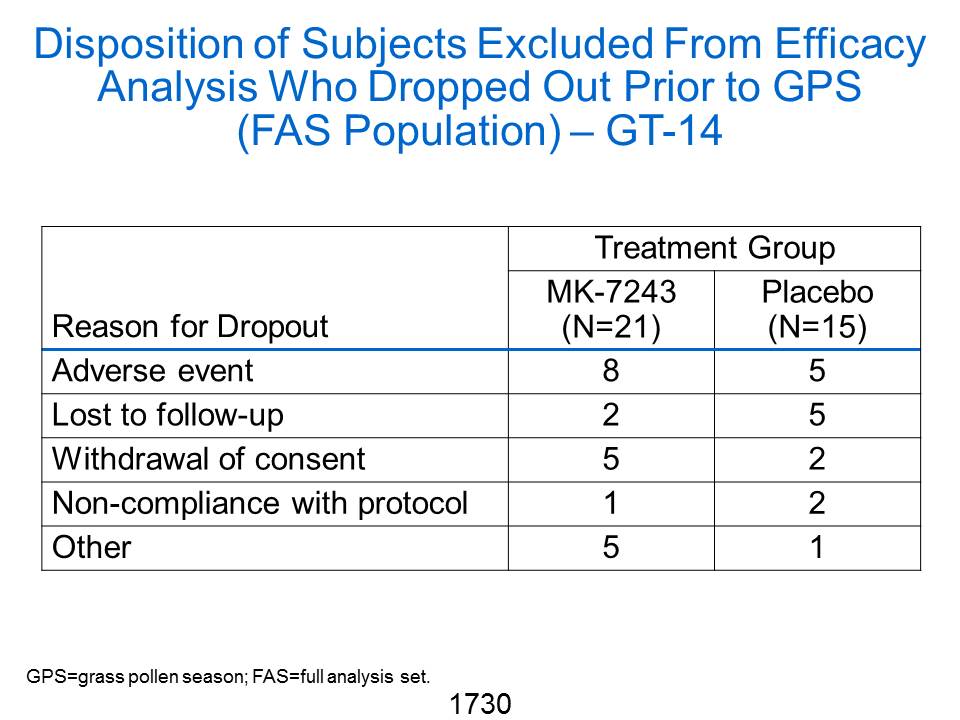 Disposition of Subjects Excluded From Efficacy
Analysis Who Dropped Out Prior to GPS
(FAS Population) – GT-14
Treatment Group
Reason for Dropout
MK-7243
(N=21)
Placebo
(N=15)
Adverse event 8 5
Lost to follow-up 2 5
Withdrawal of consent 5 2
Non-compliance with protocol 1 2
Other 5 1
GPS=grass pollen season; FAS=full analysis set.
1730